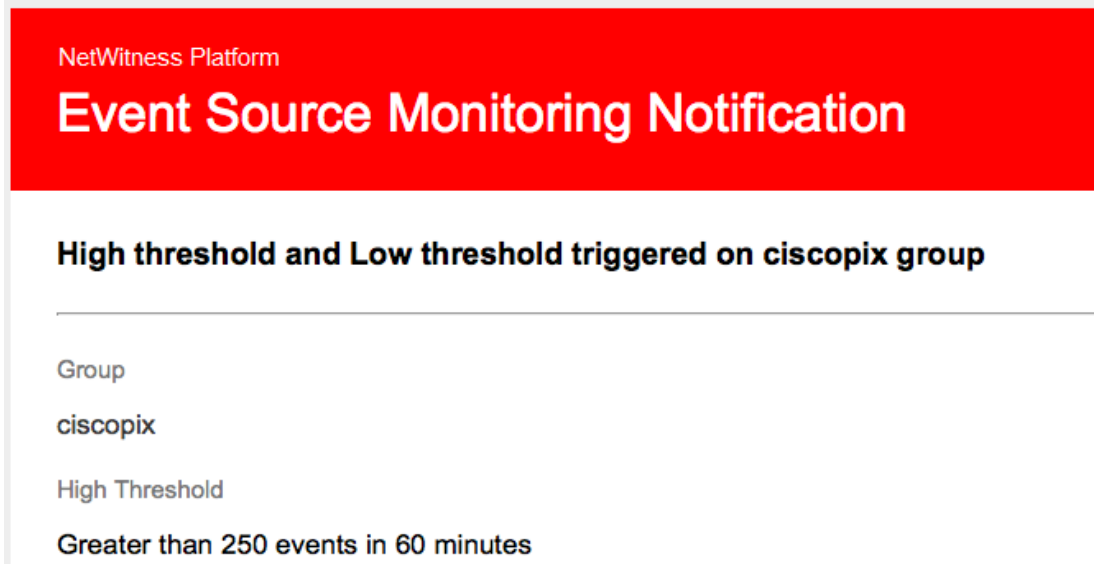 NetWitness Platform
Event Source Monitoring Notification
High threshold and Low threshold triggered on ciscopix group
Group
ciscopix
High Threshold
Greater than 250 events in 60 minutes